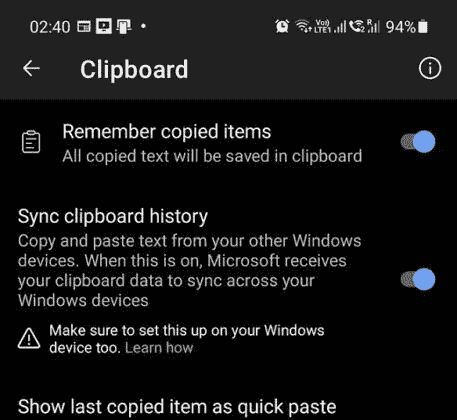 02:40 94%
Clipboard
Remember copied items
All copied text will be saved in clipboard
Sync clipboard history
Copy and paste text from your other Windows
devices. When this is on, Microsoft receives
your clipboard data to sync across your
Windows devices
Make sure to set this up on your Windows
device too. Learn how
Show last copied item as quick paste